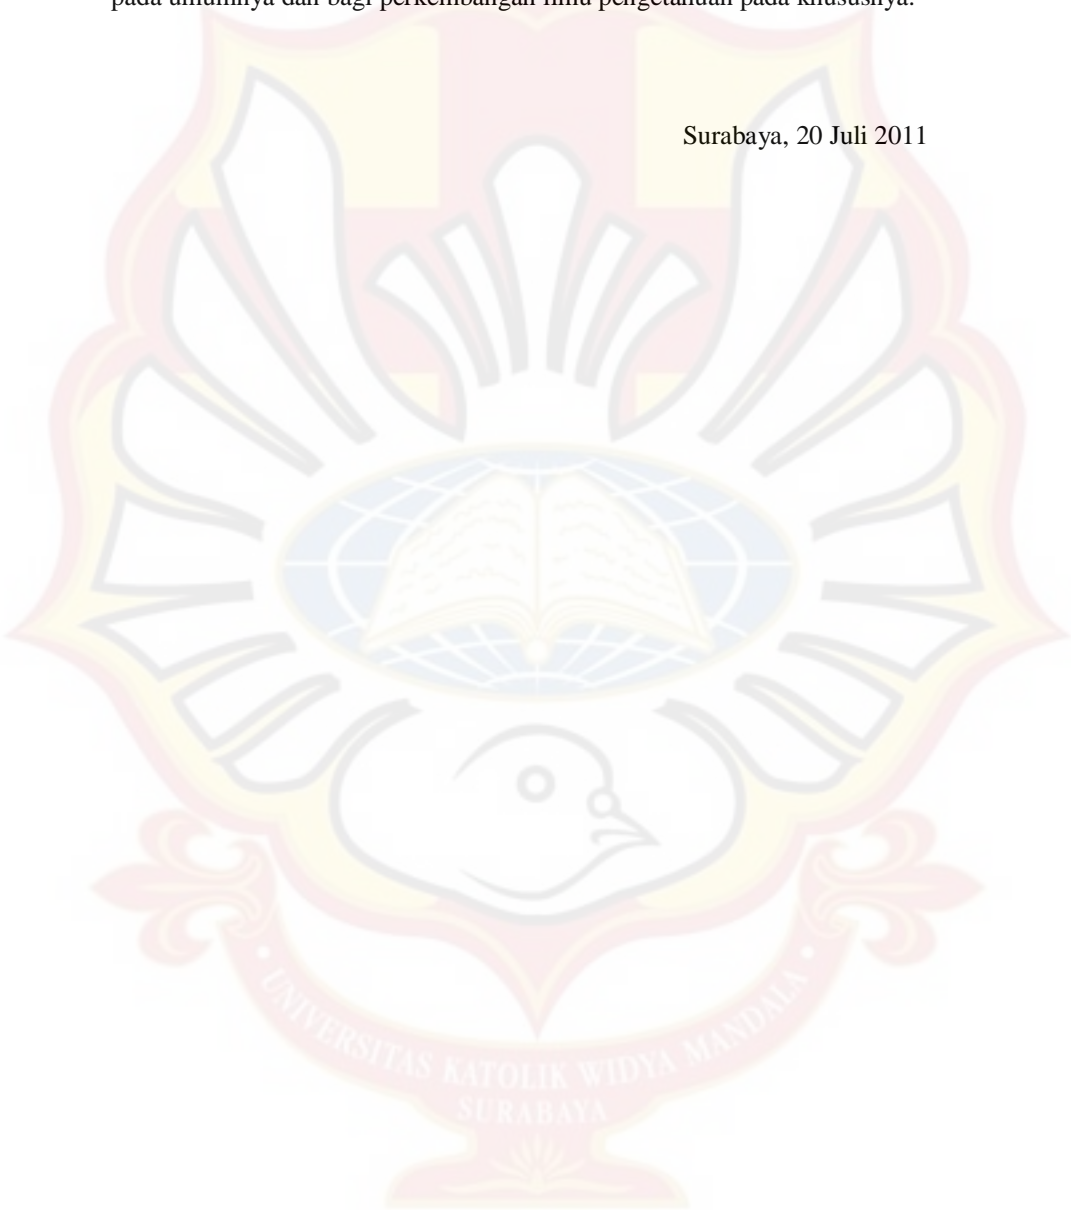 pada umumnya dan bagi perkembangan ilmu pengetahuan pada khususnya.
Surabaya, 20 Juli 2011
UNIVERSITAS KATOLIK WIDYA MANDALA
SURABAYA